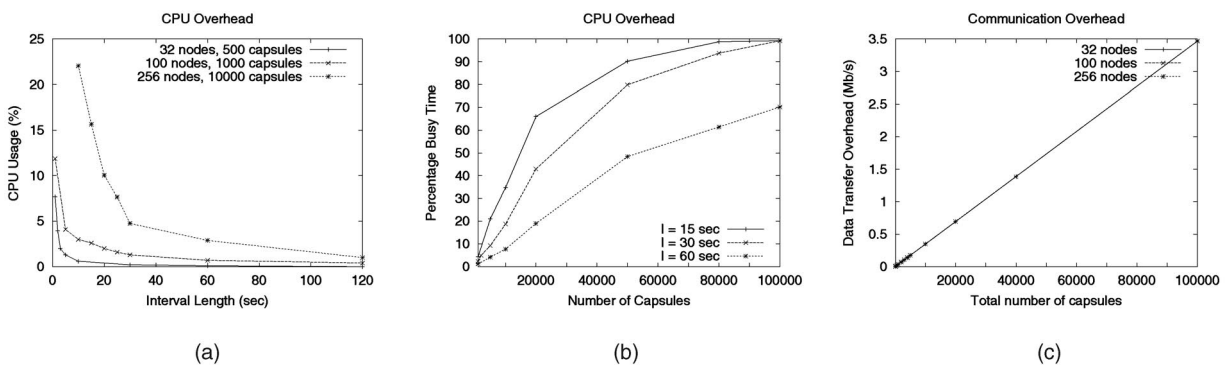 CPU Overhead
25
20
15
10
5
0
0 20 40 60 80 100 120
CPU Usage (%)
Interval Length (sec)
32 nodes, 500 capsules
100 nodes, 1000 capsules
256 nodes, 10000 capsules
(a)
CPU Overhead
100
90
80
70
60
50
40
30
20
10
0
20000 40000 60000 80000 100000
Percentage Busy Time
Number of Capsules
I = 15 sec
I = 30 sec
I = 60 sec
(b)
Communication Overhead
3.5
3
2.5
2
1.5
1
0.5
0
20000 40000 60000 80000 100000
Data Transfer Overhead (Mb/s)
Total number of capsules
32 nodes
100 nodes
256 nodes
(c)